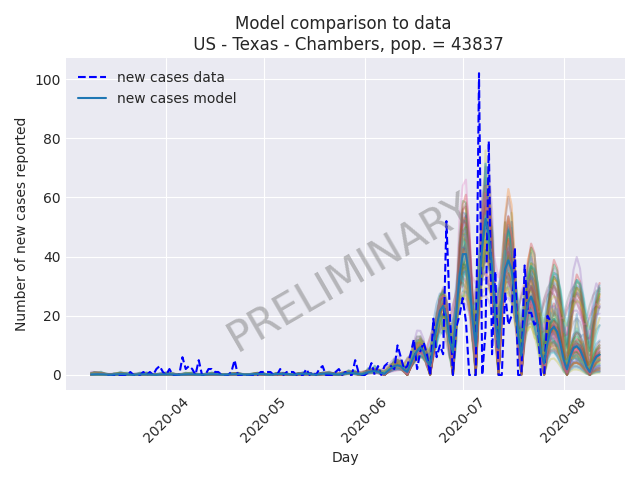 Model comparison to data
US - Texas - Chambers, pop. = 43837
new cases data
new cases model
Number of new cases reported
100
80
60
40
20
0
PRELIMINARY
2020-04
2020-05
2020-06
2020-07
2020-08
Day